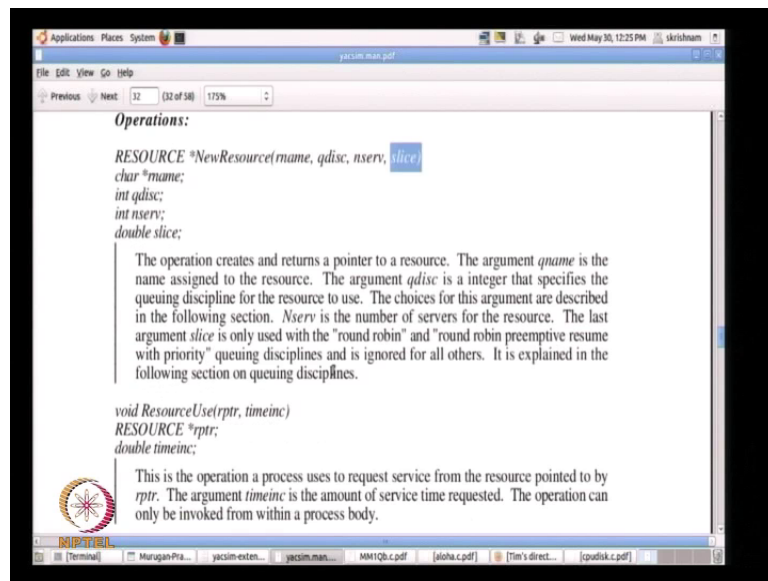 Applications Places System Wed May 30, 12:25 PM skrishnam
yacsim.man.pdf
File Edit View Go Help
Previous Next 32 (32 of 58) 175%
Operations:
RESOURCE *NewResource(rname, qdisc, nserv, slice)
char *rname;
int qdisc;
int nserv;
double slice;
The operation creates and returns a pointer to a resource. The argument qname is the
name assigned to the resource. The argument qdisc is a integer that specifies the
queuing discipline for the resource to use. The choices for this argument are described
in the following section. Nserv is the number of servers for the resource. The last
argument slice is only used with the "round robin" and "round robin preemptive resume
with priority" queuing disciplines and is ignored for all others. It is explained in the
following section on queuing disciplines.
void ResourceUse(rptr, timeinc)
RESOURCE *rptr;
double timeinc;
This is the operation a process uses to request service from the resource pointed to by
rptr. The argument timeinc is the amount of service time requested. The operation can
only be invoked from within a process body.
NPTEL
[Terminal] Murugan-Pra... yacsim-exten... yacsim.man.... MM1Qb.c.pdf [aloha.c.pdf] [Tim's direct... [cpudisk.c.pdf]